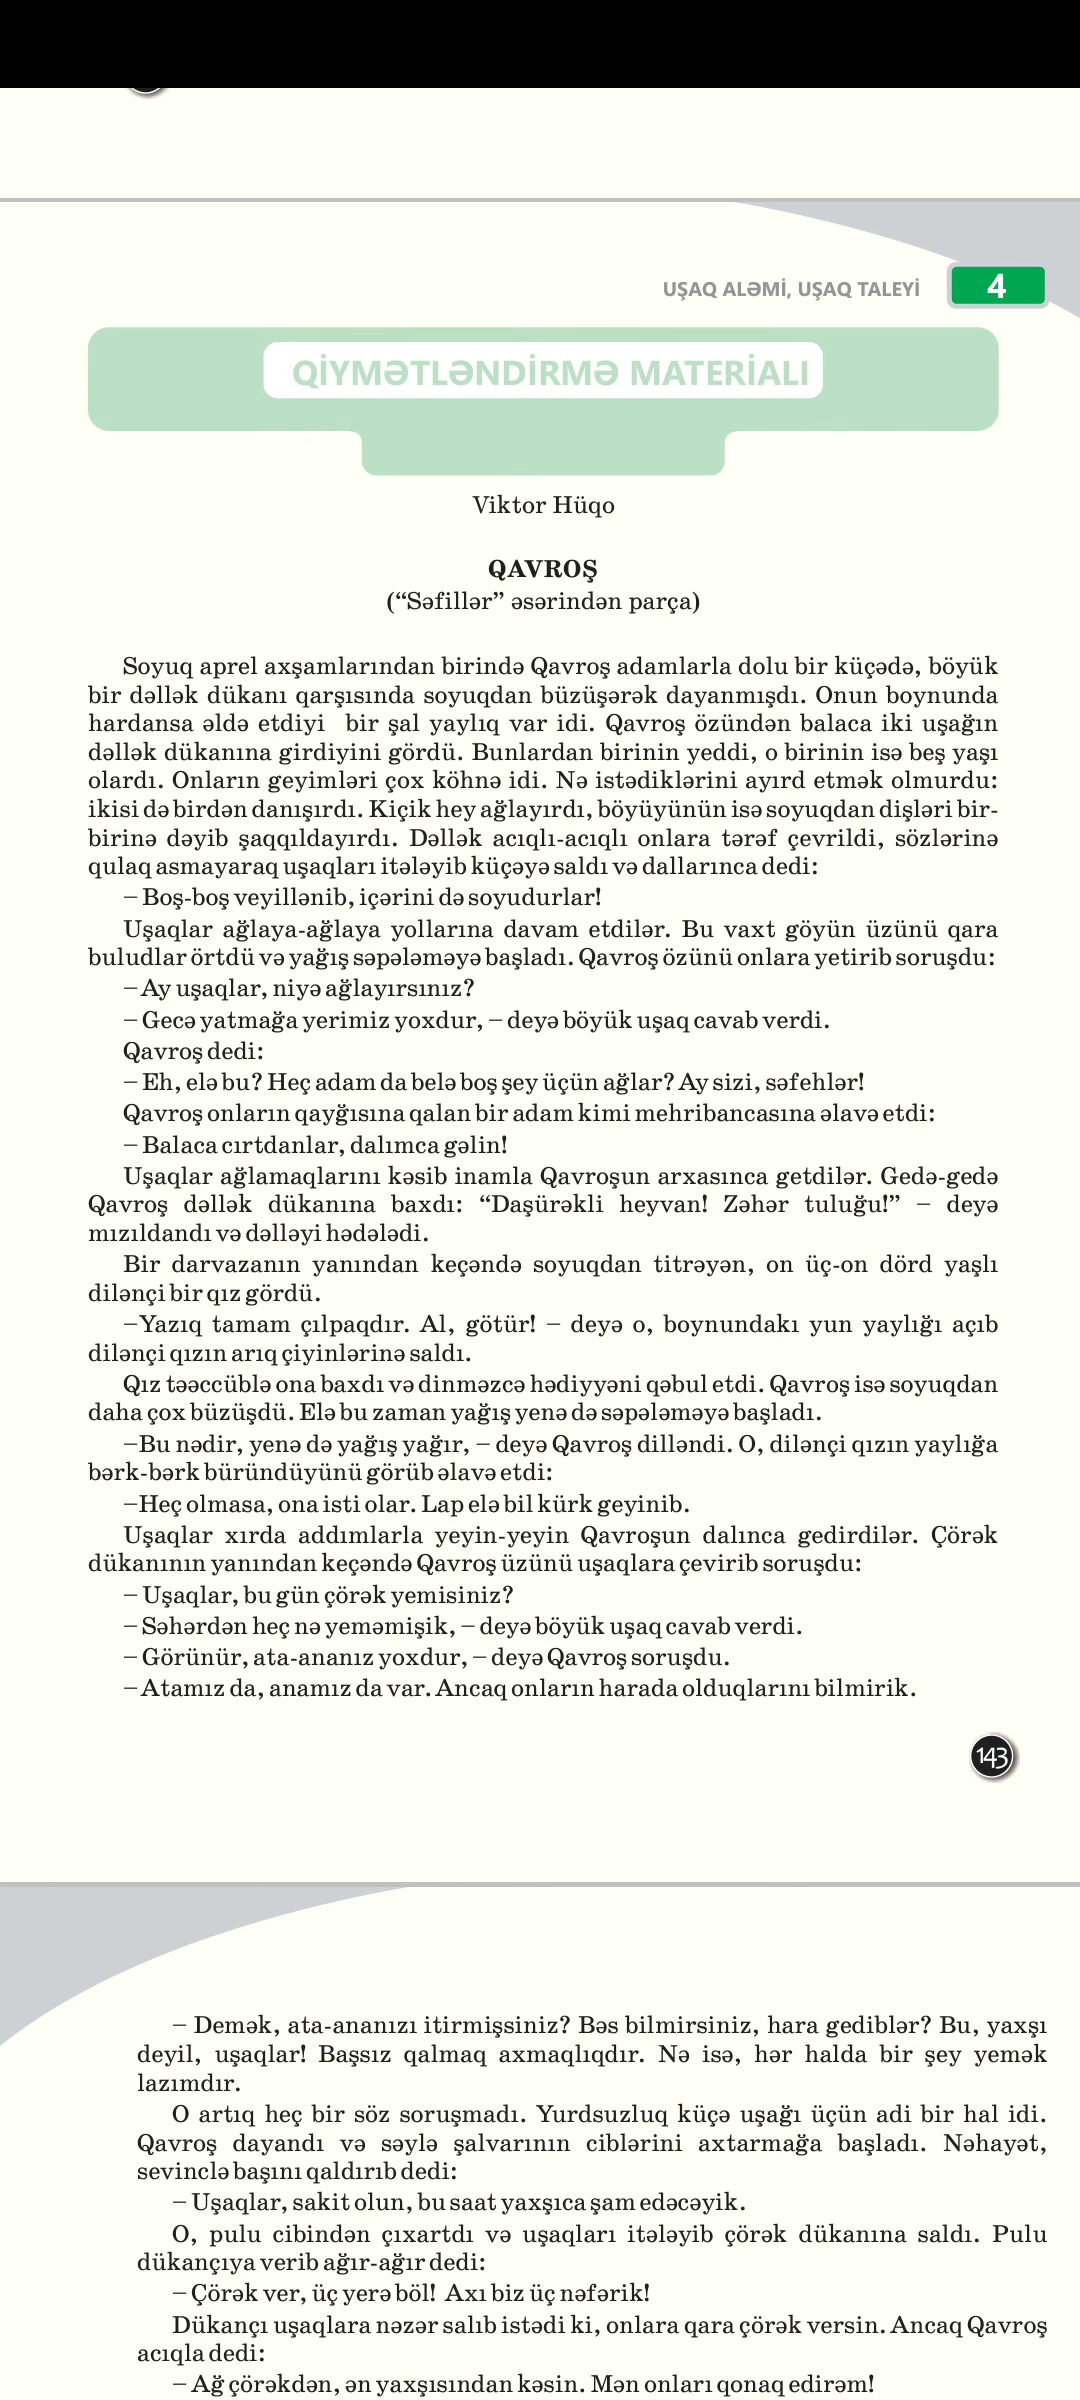 UŞAQ ALƏMİ, UŞAQ TALEYİ 4
QİYMƏTLƏNDİRMƏ MATERİALI
Viktor Hüqo
QAVROŞ
(“Səfillər” əsərindən parça)
Soyuq aprel axşamlarından birində Qavroş adamlarla dolu bir küçədə, böyük
bir dəllək dükanı qarşısında soyuqdan büzüşərək dayanmışdı. Onun boynunda
hardansa əldə etdiyi bir şal yaylıq var idi. Qavroş özündən balaca iki uşağın
dəllək dükanına girdiyini gördü. Bunlardan birinin yeddi, o birinin isə beş yaşı
olardı. Onların geyimləri çox köhnə idi. Nə istədiklərini ayırd etmək olmurdu:
ikisi də birdən danışırdı. Kiçik hey ağlayırdı, böyüyünün isə soyuqdan dişləri bir-
birinə dəyib şaqqıldayırdı. Dəllək acıqlı-acıqlı onlara tərəf çevrildi, sözlərinə
qulaq asmayaraq uşaqları itələyib küçəyə saldı və dallarınca dedi:
– Boş-boş veyillənib, içərini də soyudurlar!
Uşaqlar ağlaya-ağlaya yollarına davam etdilər. Bu vaxt göyün üzünü qara
buludlar örtdü və yağış səpələməyə başladı. Qavroş özünü onlara yetirib soruşdu:
– Ay uşaqlar, niyə ağlayırsınız?
– Gecə yatmağa yerimiz yoxdur, – deyə böyük uşaq cavab verdi.
Qavroş dedi:
– Eh, elə bu? Heç adam da belə boş şey üçün ağlar? Ay sizi, səfehlər!
Qavroş onların qayğısına qalan bir adam kimi mehribancasına əlavə etdi:
– Balaca cırtdanlar, dalımca gəlin!
Uşaqlar ağlamaqlarını kəsib inamla Qavroşun arxasınca getdilər. Gedə-gedə
Qavroş dəllək dükanına baxdı: “Daşürəkli heyvan! Zəhər tuluğu!” – deyə
mızıldandı və dəlləyi hədələdi.
Bir darvazanın yanından keçəndə soyuqdan titrəyən, on üç-on dörd yaşlı
dilənçi bir qız gördü.
–Yazıq tamam çılpaqdır. Al, götür! – deyə o, boynundakı yun yaylığı açıb
dilənçi qızın arıq çiyinlərinə saldı.
Qız təəccüblə ona baxdı və dinməzcə hədiyyəni qəbul etdi. Qavroş isə soyuqdan
daha çox büzüşdü. Elə bu zaman yağış yenə də səpələməyə başladı.
–Bu nədir, yenə də yağış yağır, – deyə Qavroş dilləndi. O, dilənçi qızın yaylığa
bərk-bərk büründüyünü görüb əlavə etdi:
–Heç olmasa, ona isti olar. Lap elə bil kürk geyinib.
Uşaqlar xırda addımlarla yeyin-yeyin Qavroşun dalınca gedirdilər. Çörək
dükanının yanından keçəndə Qavroş üzünü uşaqlara çevirib soruşdu:
– Uşaqlar, bu gün çörək yemisiniz?
– Səhərdən heç nə yeməmişik, – deyə böyük uşaq cavab verdi.
– Görünür, ata-ananız yoxdur, – deyə Qavroş soruşdu.
– Atamız da, anamız da var. Ancaq onların harada olduqlarını bilmirik.
143
– Demək, ata-ananızı itirmişsiniz? Bəs bilmirsiniz, hara gediblər? Bu, yaxşı
deyil, uşaqlar! Başsız qalmaq axmaqlıqdır. Nə isə, hər halda bir şey yemək
lazımdır.
O artıq heç bir söz soruşmadı. Yurdsuzluq küçə uşağı üçün adi bir hal idi.
Qavroş dayandı və səylə şalvarının ciblərini axtarmağa başladı. Nəhayət,
sevinclə başını qaldırıb dedi:
– Uşaqlar, sakit olun, bu saat yaxşıca şam edəcəyik.
O, pulu cibindən çıxartdı və uşaqları itələyib çörək dükanına saldı. Pulu
dükançıya verib ağır-ağır dedi:
– Çörək ver, üç yerə böl! Axı biz üç nəfərik!
Dükançı uşaqlara nəzər salıb istədi ki, onlara qara çörək versin. Ancaq Qavroş
acıqla dedi:
– Ağ çörəkdən, ən yaxşısından kəsin. Mən onları qonaq edirəm!